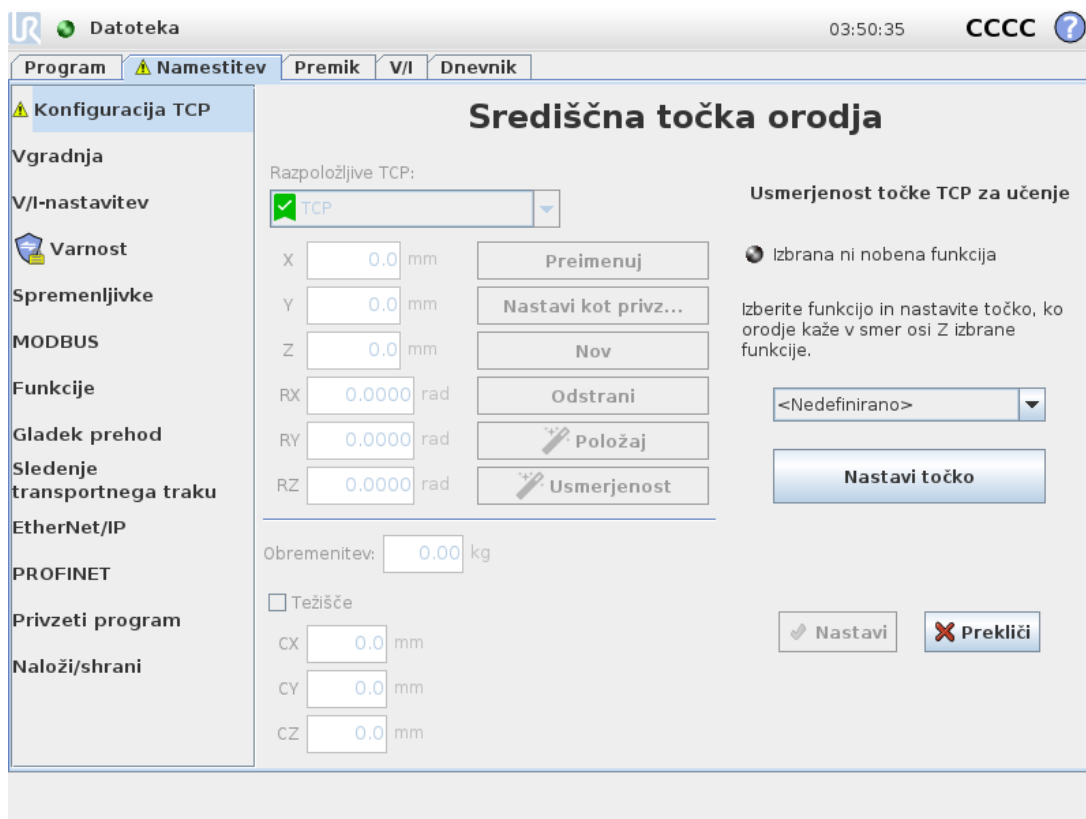 UR
Datoteka
03:50:35
CCCC
?
Program
Namestitev
Premik
V/I
Dnevnik
Konfiguracija TCP
Vgradnja
V/I-nastavitev
Varnost
Spremenljivke
MODBUS
Funkcije
Gladek prehod
Sledenje
transportnega traku
EtherNet/IP
PROFINET
Privzeti program
Naloži/shrani
Središčna točka orodja
Razpoložljive TCP:
TCP
X 0.0 mm
Preimenuj
Y 0.0 mm
Nastavi kot privz...
Z 0.0 mm
Nov
RX 0.0000 rad
Odstrani
RY 0.0000 rad
Položaj
RZ 0.0000 rad
Usmerjenost
Obremenitev: 0.00 kg
Težišče
CX 0.0 mm
CY 0.0 mm
CZ 0.0 mm
Usmerjenost točke TCP za učenje
Izbrana ni nobena funkcija
Izberite funkcijo in nastavite točko, ko
orodje kaže v smer osi Z izbrane
funkcije.
<Nedefinirano>
Nastavi točko
Nastavi
Prekliči